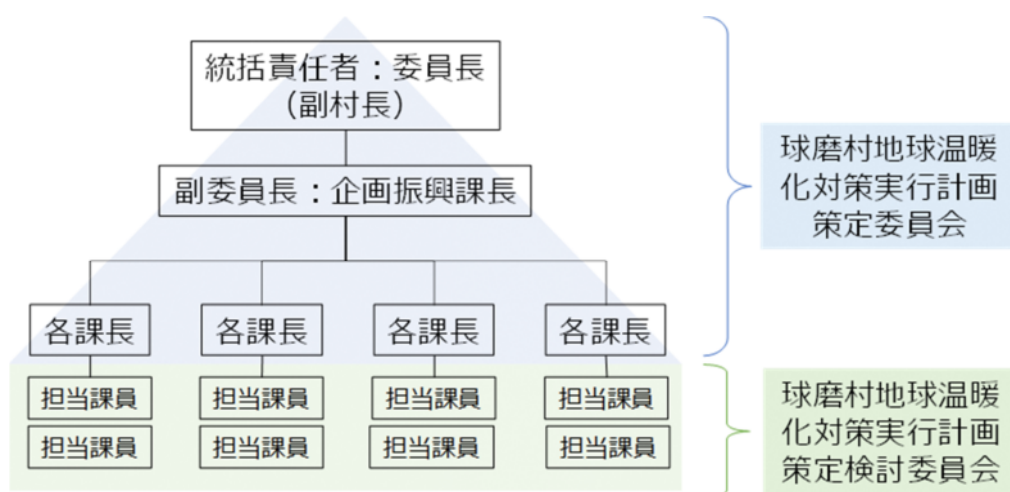 統括責任者：委員長
（副村長）
副委員長：企画振興課長
各課長
各課長
各課長
各課長
担当課員
担当課員
担当課員
担当課員
担当課員
担当課員
担当課員
担当課員
球磨村地球温暖
化対策実行計画
策定委員会
球磨村地球温暖
化対策実行計画
策定検討委員会